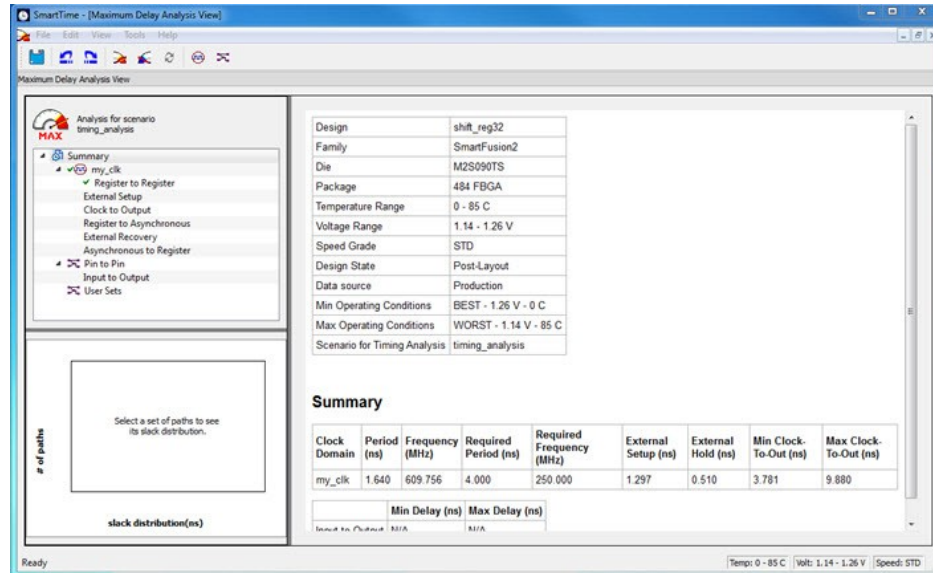 SmartTime - [Maximum Delay Analysis View]
File Edit View Tools Help
Maximum Delay Analysis View
MAX
Analysis for scenario
timing_analysis
Summary
my_clk
Register to Register
External Setup
Clock to Output
Register to Asynchronous
External Recovery
Asynchronous to Register
Pin to Pin
Input to Output
User Sets
# of paths
Select a set of paths to see
its slack distribution.
slack distribution(ns)
Design shift_reg32
Family SmartFusion2
Die M2S090TS
Package 484 FBGA
Temperature Range 0 - 85 C
Voltage Range 1.14 - 1.26 V
Speed Grade STD
Design State Post-Layout
Data source Production
Min Operating Conditions BEST - 1.26 V - 0 C
Max Operating Conditions WORST - 1.14 V - 85 C
Scenario for Timing Analysis timing_analysis
Summary
Clock Domain Period (ns) Frequency (MHz) Required Period (ns) Required Frequency (MHz) External Setup (ns) External Hold (ns) Min Clock-To-Out (ns) Max Clock-To-Out (ns)
my_clk 1.640 609.756 4.000 250.000 1.297 0.510 3.781 9.880
Min Delay (ns) Max Delay (ns)
Input to Output N/A N/A
Ready Temp: 0 - 85 C Volt: 1.14 - 1.26 V Speed: STD